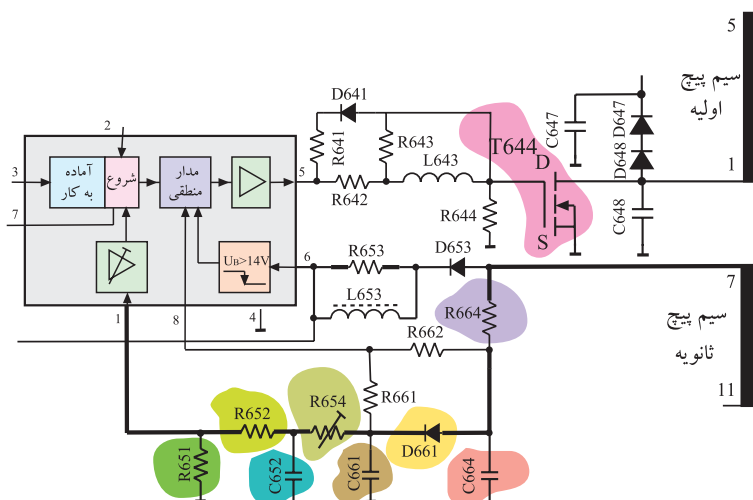 5
سیم پیچ
اولیه
1
D647
D648
C647
C648
D641
R641
R643
L643
R642
R644
T644
D
S
2
3
آماده
به کار
شروع
مدار
منطقی
5
7
UB>14V
6
1
8
4
R653
L653
D653
R664
R662
R661
7
سیم پیچ
ثانویه
11
R652
R654
D661
R651
C652
C661
C664